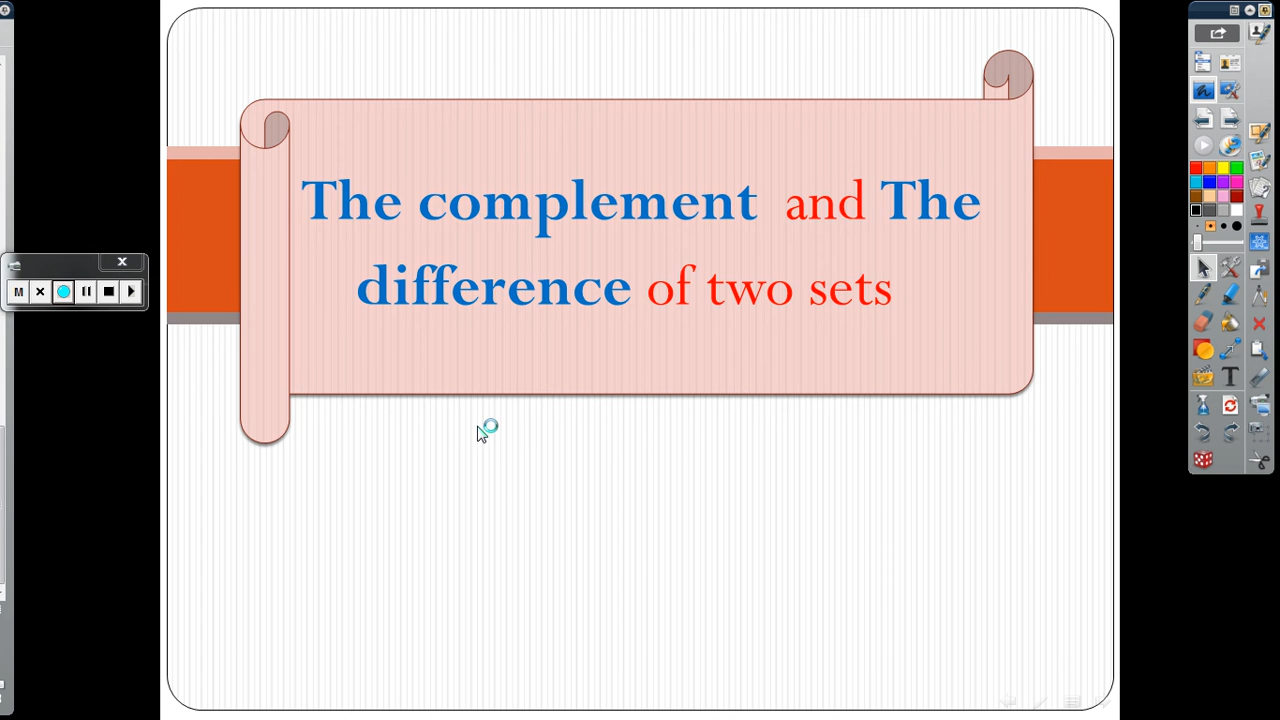 The complement and The
difference of two sets
M
T